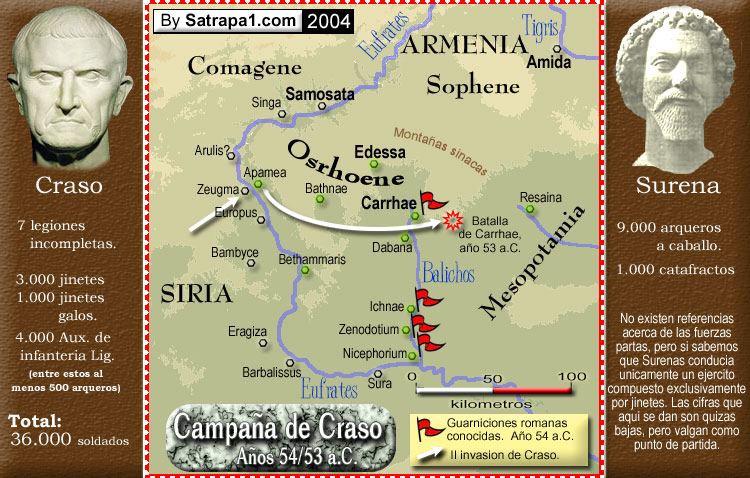 Craso
7 legiones
incompletas.
3.000 jinetes
1.000 jinetes
galos.
4.000 Aux. de
infanteria Lig.
(entre estos al
menos 500 arqueros)
Total:
36.000 soldados
By Satrapa1.com 2004
Eufrates
ARMENIA
Tigris
Amida
Comagene
Sophene
Singa
Samosata
Montañas sinacas
Arulis?
Osrhoene
Edessa
Apamea
Zeugma
Bathnae
Carrhae
Resaina
Europus
Batalla
de Carrhae,
año 53 a.C.
Dabana
Bambyce
Bethammaris
Balichos
Mesopotamia
SIRIA
Ichnae
Zenodotium
Eragiza
Nicephorium
Barbalissus
Sura
Eufrates
0 50 100
kilometros
Campaña de Craso
Años 54/53 a.C.
Guarniciones romanas
conocidas. Año 54 a.C.
II invasion de Craso.
Surena
9.000 arqueros
a caballo.
1.000 catafractos
No existen referencias
acerca de las fuerzas
partas, pero si sabemos
que Surenas conducia
unicamente un ejercito
compuesto exclusivamente
por jinetes. Las cifras que
aqui se dan son quizas
bajas, pero valgan como
punto de partida.